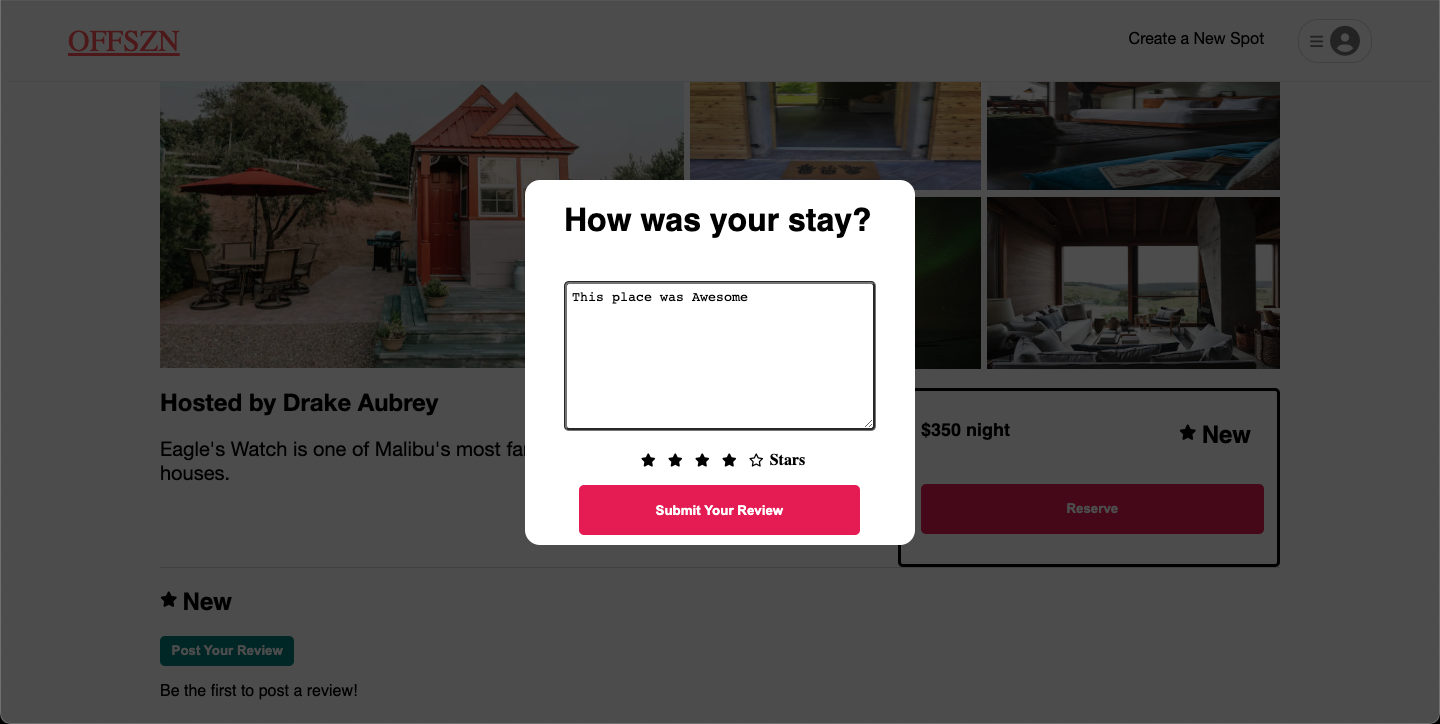 OFFSZN
Create a New Spot
How was your stay?
This place was Awesome
Stars
Submit Your Review
Hosted by Drake Aubrey
Eagle's Watch is one of Malibu's most
houses.
$350 night
New
Reserve
New
Post Your Review
Be the first to post a review!